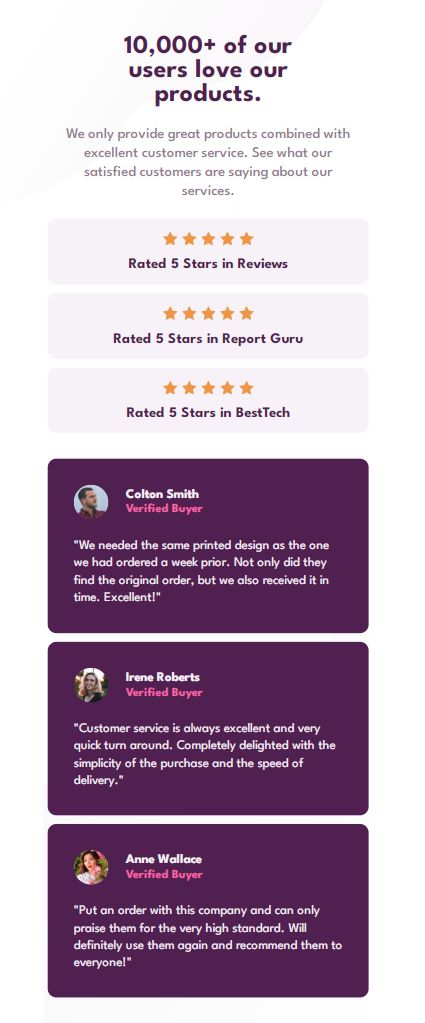 10,000+ of our
users love our
products.
We only provide great products combined with
excellent customer service. See what our
satisfied customers are saying about our
services.
Rated 5 Stars in Reviews
Rated 5 Stars in Report Guru
Rated 5 Stars in BestTech
Colton Smith
Verified Buyer
"We needed the same printed design as the one
we had ordered a week prior. Not only did they
find the original order, but we also received it in
time. Excellent!"
Irene Roberts
Verified Buyer
"Customer service is always excellent and very
quick turn around. Completely delighted with the
simplicity of the purchase and the speed of
delivery."
Anne Wallace
Verified Buyer
"Put an order with this company and can only
praise them for the very high standard. Will
definitely use them again and recommend them to
everyone!"